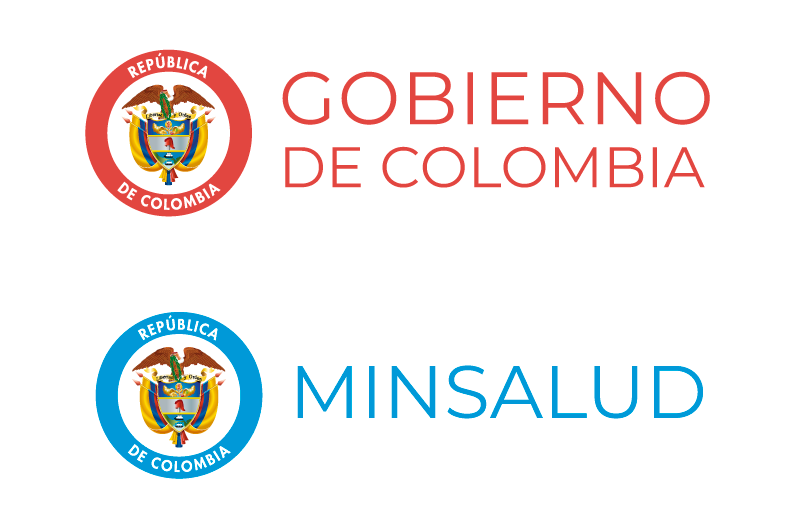 REPÚBLICA
DE COLOMBIA
GOBIERNO
DE COLOMBIA
REPÚBLICA
DE COLOMBIA
MINSALUD